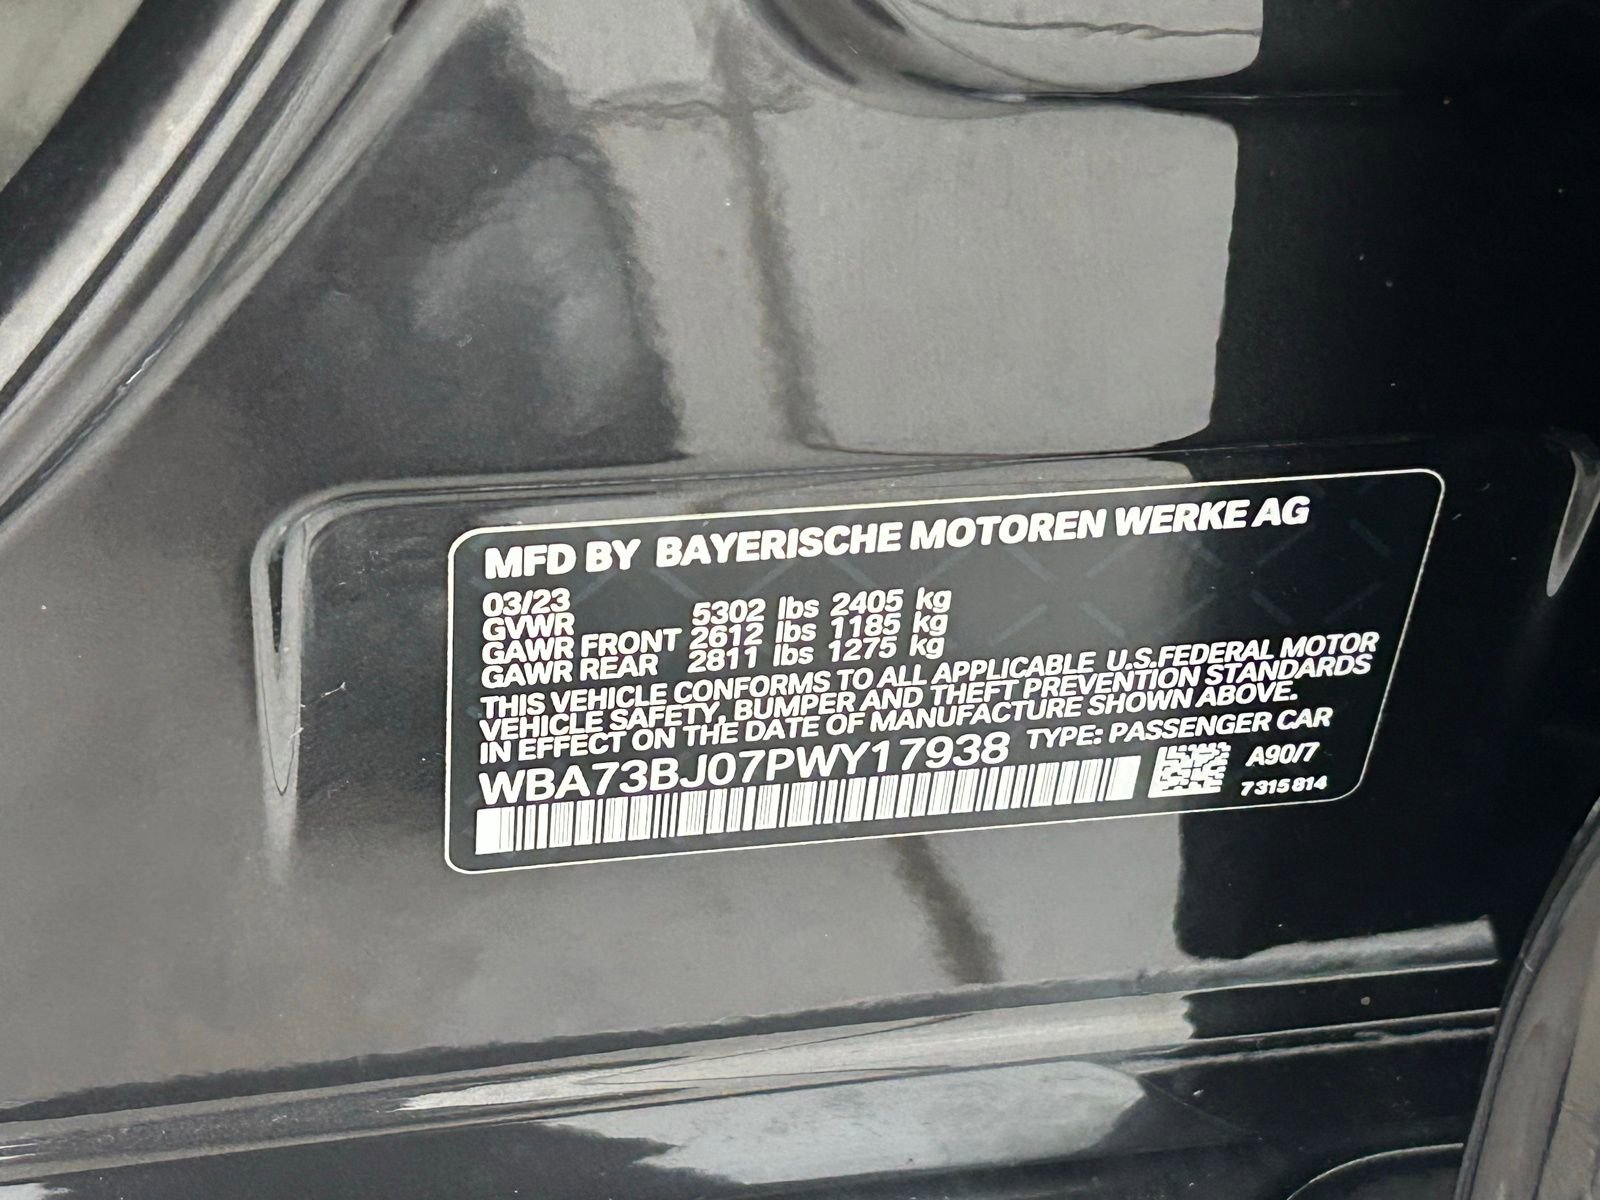 MFD BY BAYERISCHE MOTOREN WERKE AG
03/23
GVWR 5302 lbs 2405 kg
GAWR FRONT 2612 lbs 1185 kg
GAWR REAR 2811 lbs 1275 kg
THIS VEHICLE CONFORMS TO ALL APPLICABLE U.S.FEDERAL MOTOR
VEHICLE SAFETY, BUMPER AND THEFT PREVENTION STANDARDS
IN EFFECT ON THE DATE OF MANUFACTURE SHOWN ABOVE.
WBA73BJ07PWY17938 TYPE: PASSENGER CAR
A90/7
7315814